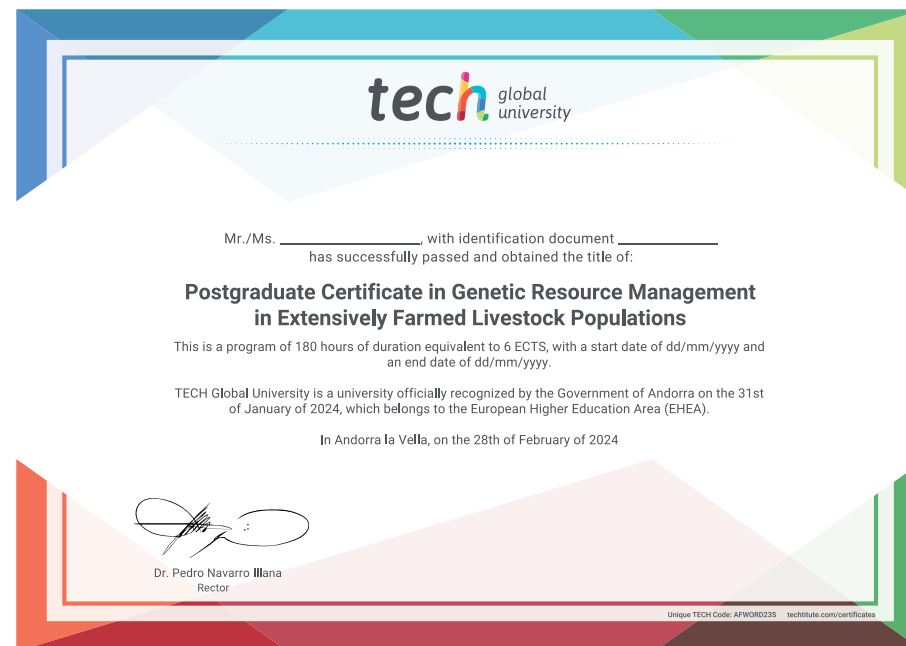 tech global
university
Mr./Ms. ____________, with identification document ____________
has successfully passed and obtained the title of:
Postgraduate Certificate in Genetic Resource Management
in Extensively Farmed Livestock Populations
This is a program of 180 hours of duration equivalent to 6 ECTS, with a start date of dd/mm/yyyy and
an end date of dd/mm/yyyy.
TECH Global University is a university officially recognized by the Government of Andorra on the 31st
of January of 2024, which belongs to the European Higher Education Area (EHEA).
In Andorra la Vella, on the 28th of February of 2024
Dr. Pedro Navarro Illana
Rector
Unique TECH Code: AFWORD23S techtitute.com/certificates